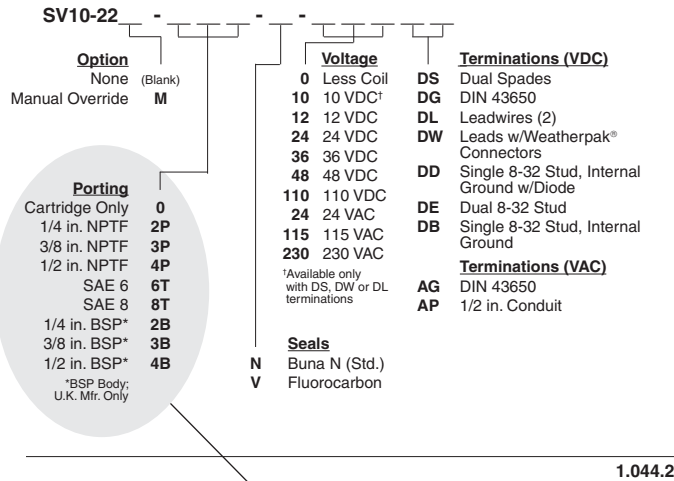 SV10-22__ - ____ - __ - ____ ____
Option
None (Blank)
Manual Override M
Porting
Cartridge Only 0
1/4 in. NPTF 2P
3/8 in. NPTF 3P
1/2 in. NPTF 4P
SAE 6 6T
SAE 8 8T
1/4 in. BSP* 2B
3/8 in. BSP* 3B
1/2 in. BSP* 4B
*BSP Body;
U.K. Mfr. Only
Voltage
0 Less Coil
10 10 VDC†
12 12 VDC
24 24 VDC
36 36 VDC
48 48 VDC
110 110 VDC
24 24 VAC
115 115 VAC
230 230 VAC
†Available only
with DS, DW or DL
terminations
Seals
N Buna N (Std.)
V Fluorocarbon
Terminations (VDC)
DS Dual Spades
DG DIN 43650
DL Leadwires (2)
DW Leads w/Weatherpak®
Connectors
DD Single 8-32 Stud, Internal
Ground w/Diode
DE Dual 8-32 Stud
DB Single 8-32 Stud, Internal
Ground
Terminations (VAC)
AG DIN 43650
AP 1/2 in. Conduit
1.044.2